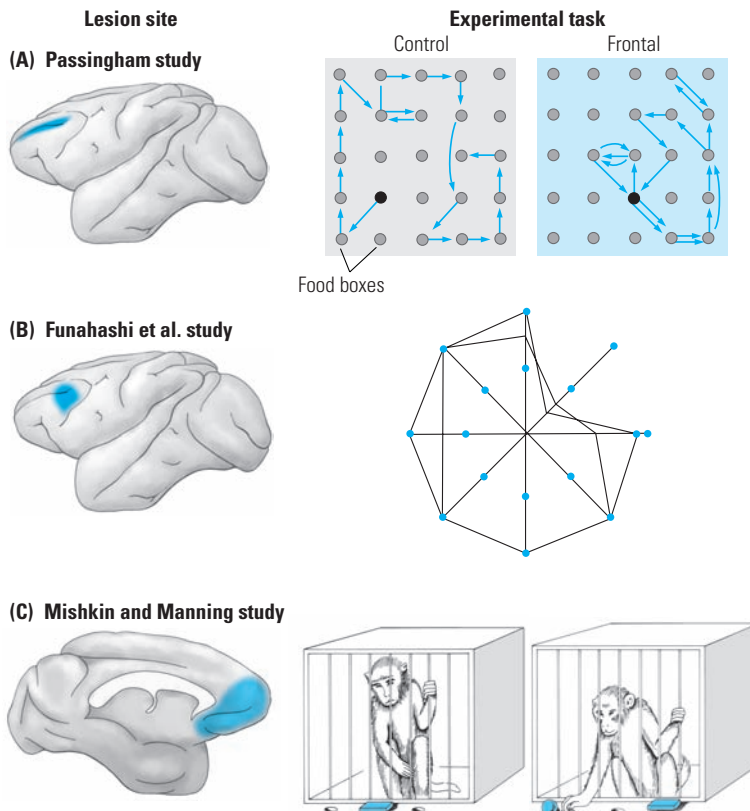 Lesion site
Experimental task
(A) Passingham study
Control
Frontal
Food boxes
(B) Funahashi et al. study
(C) Mishkin and Manning study